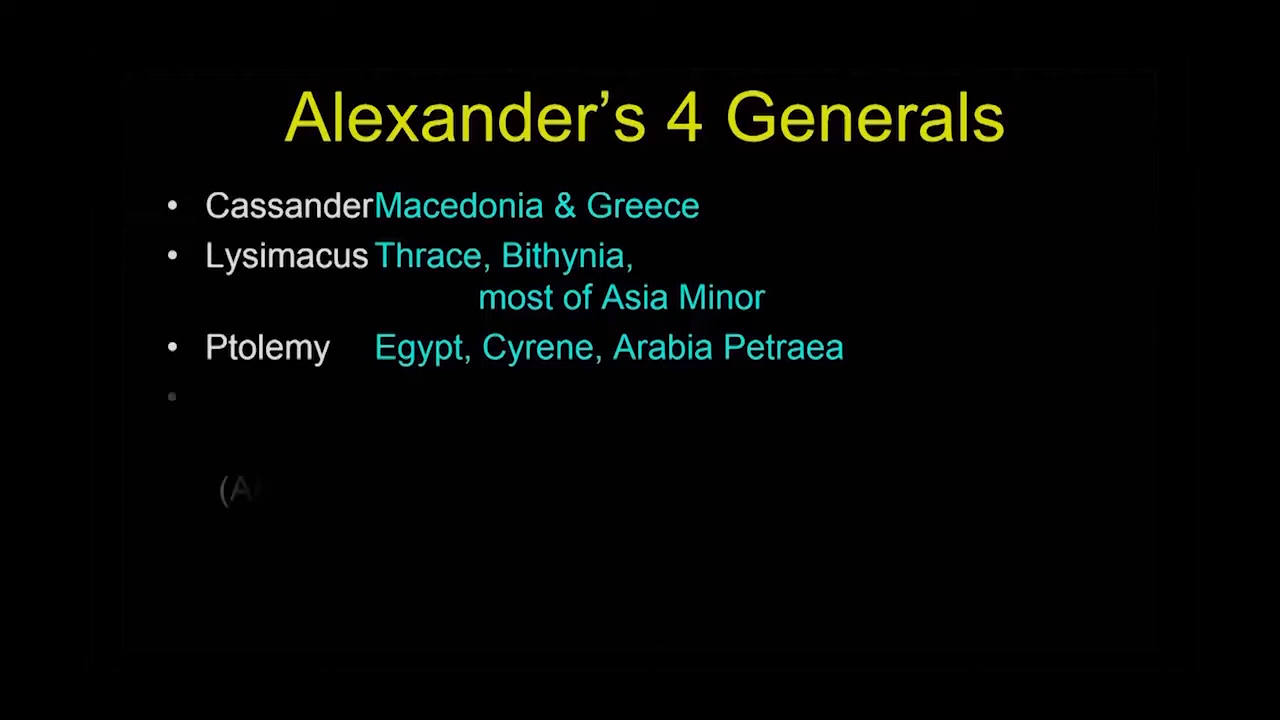 Alexander’s 4 Generals
• Cassander Macedonia & Greece
• Lysimacus Thrace, Bithynia,
most of Asia Minor
• Ptolemy Egypt, Cyrene, Arabia Petraea
•